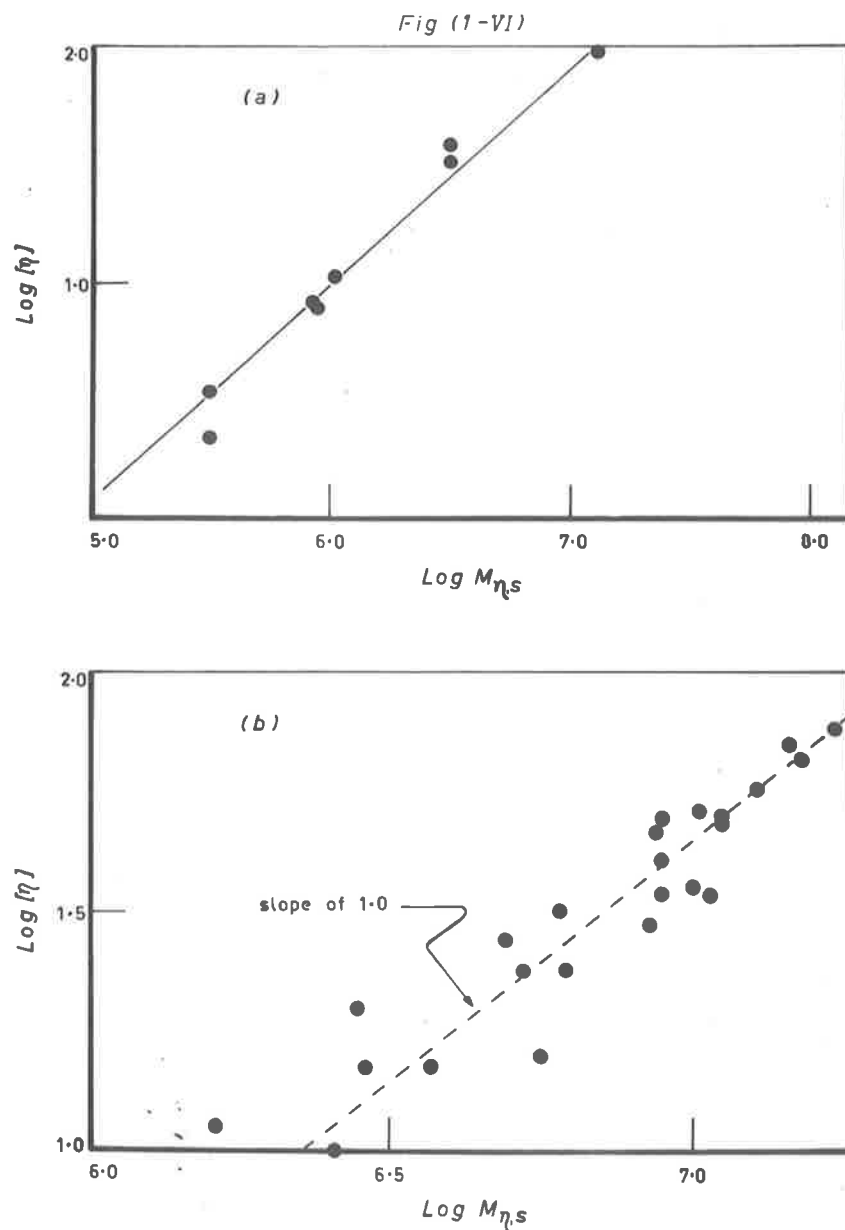 Fig (1-VI)
2·0
(a)
Log [η]
1·0
5·0 6·0 7·0 8·0
Log Mη,s
2·0
(b)
Log [η]
slope of 1·0
1·5
1·0
6·0 6·5 7·0
Log Mη,s